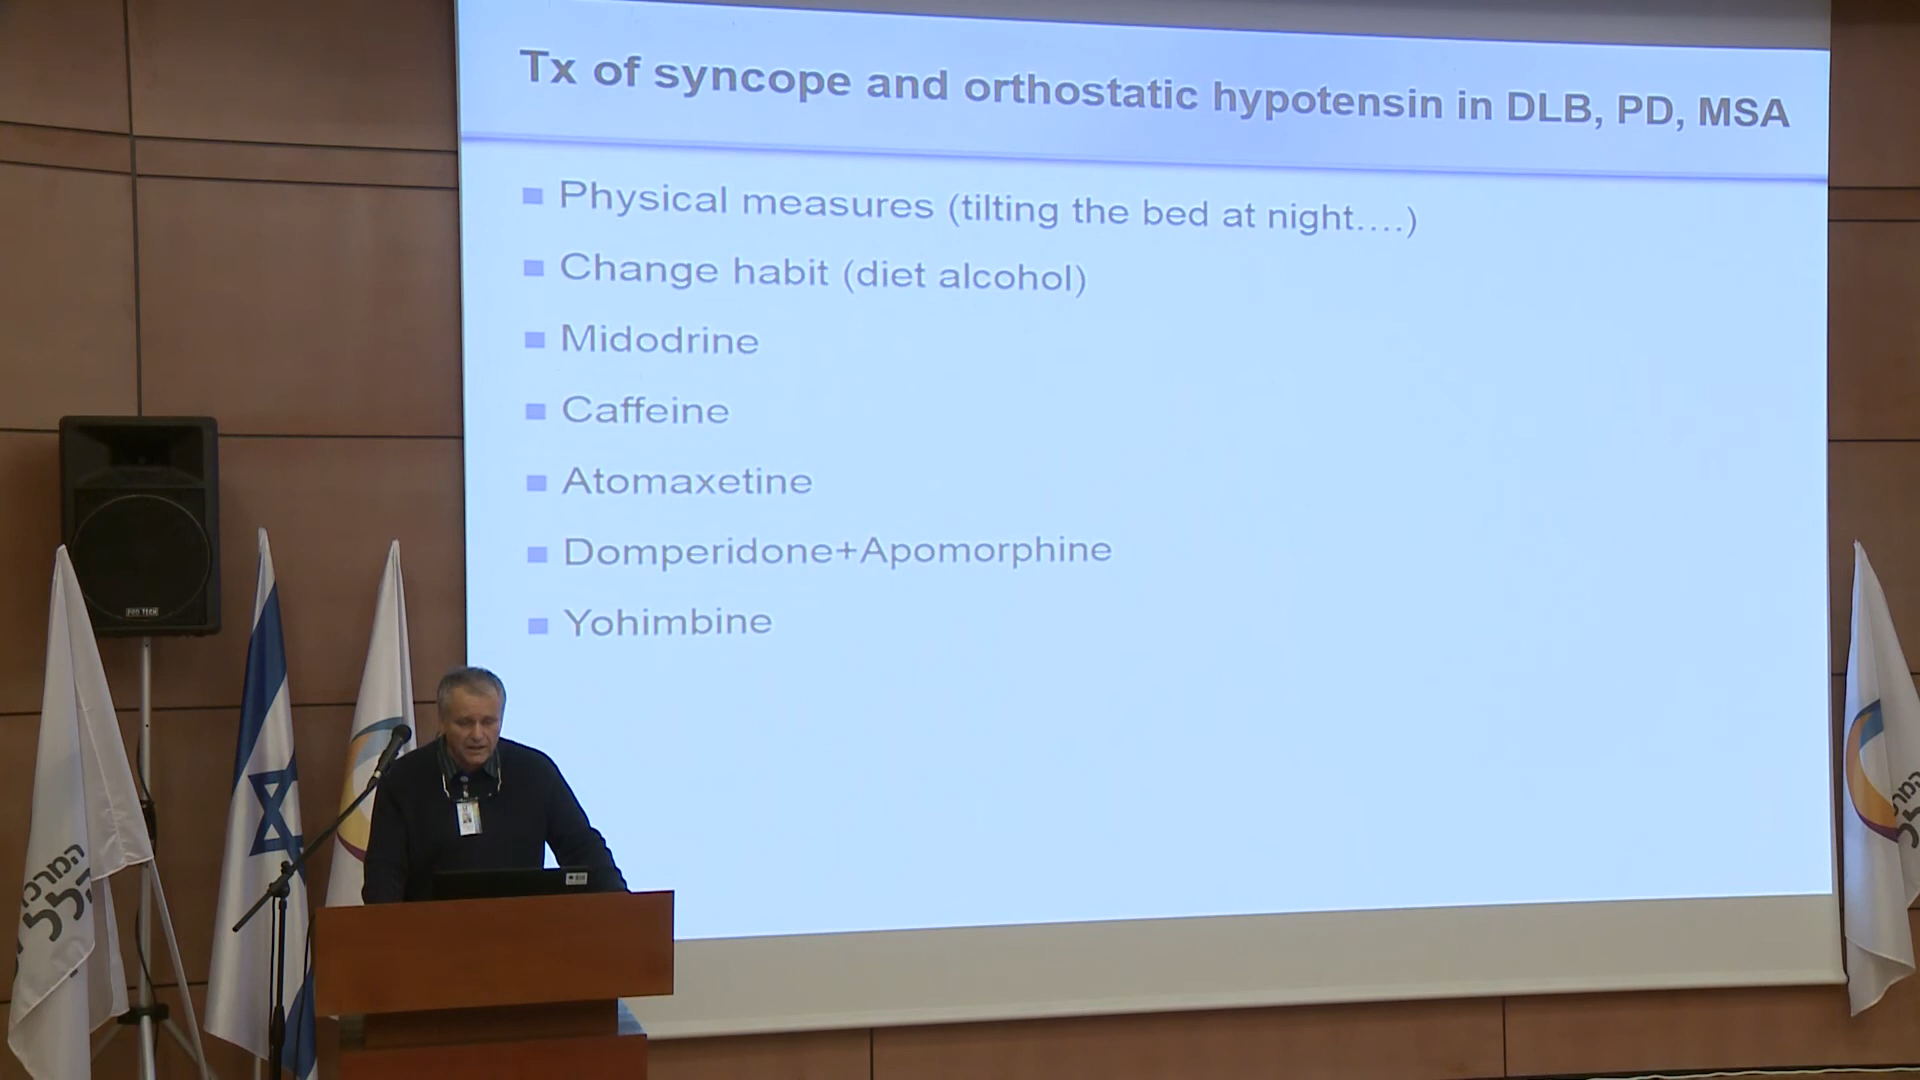 Tx of syncope and orthostatic hypotensin in DLB, PD, MSA
Physical measures (tilting the bed at night....)
Change habit (diet alcohol)
Midodrine
Caffeine
Atomaxetine
Domperidone+Apomorphine
Yohimbine